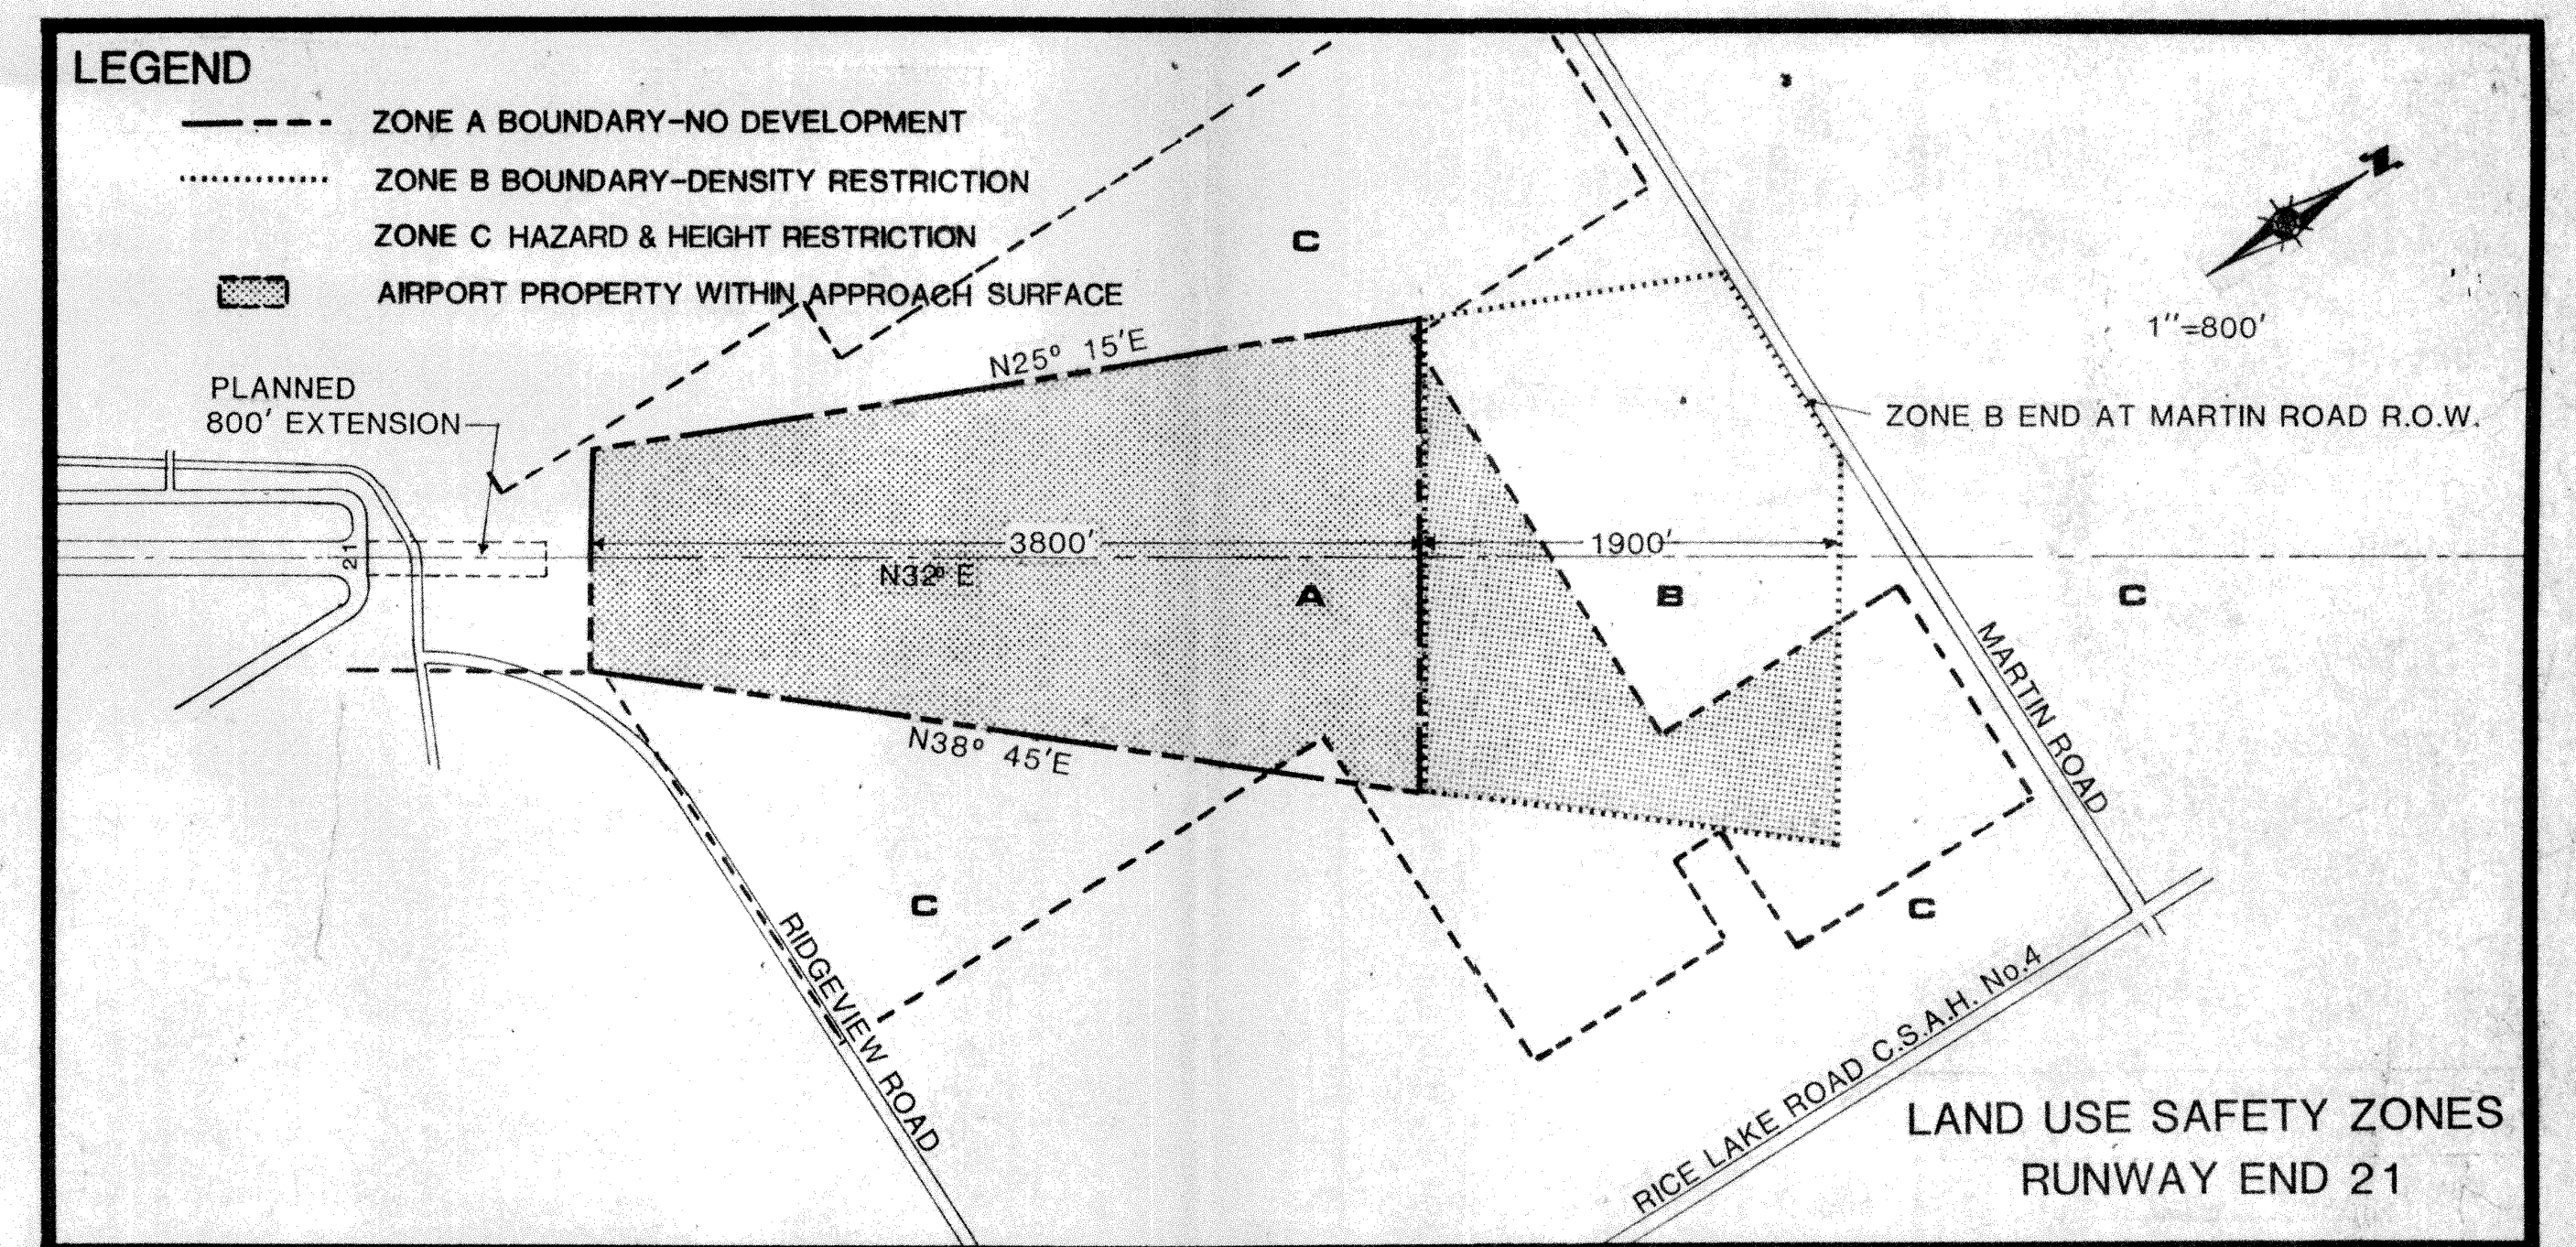 LEGEND
ZONE A BOUNDARY-NO DEVELOPMENT
ZONE B BOUNDARY-DENSITY RESTRICTION
ZONE C HAZARD & HEIGHT RESTRICTION
AIRPORT PROPERTY WITHIN APPROACH SURFACE
PLANNED
800' EXTENSION
N25° 15'E
C
Z
1"=800'
ZONE B END AT MARTIN ROAD R.O.W.
21
3800'
1900'
N32° E
A
B
C
N38° 45'E
MARTIN ROAD
C
C
RIDGEVIEW ROAD
RICE LAKE ROAD C.S.A.H. No.4
LAND USE SAFETY ZONES
RUNWAY END 21